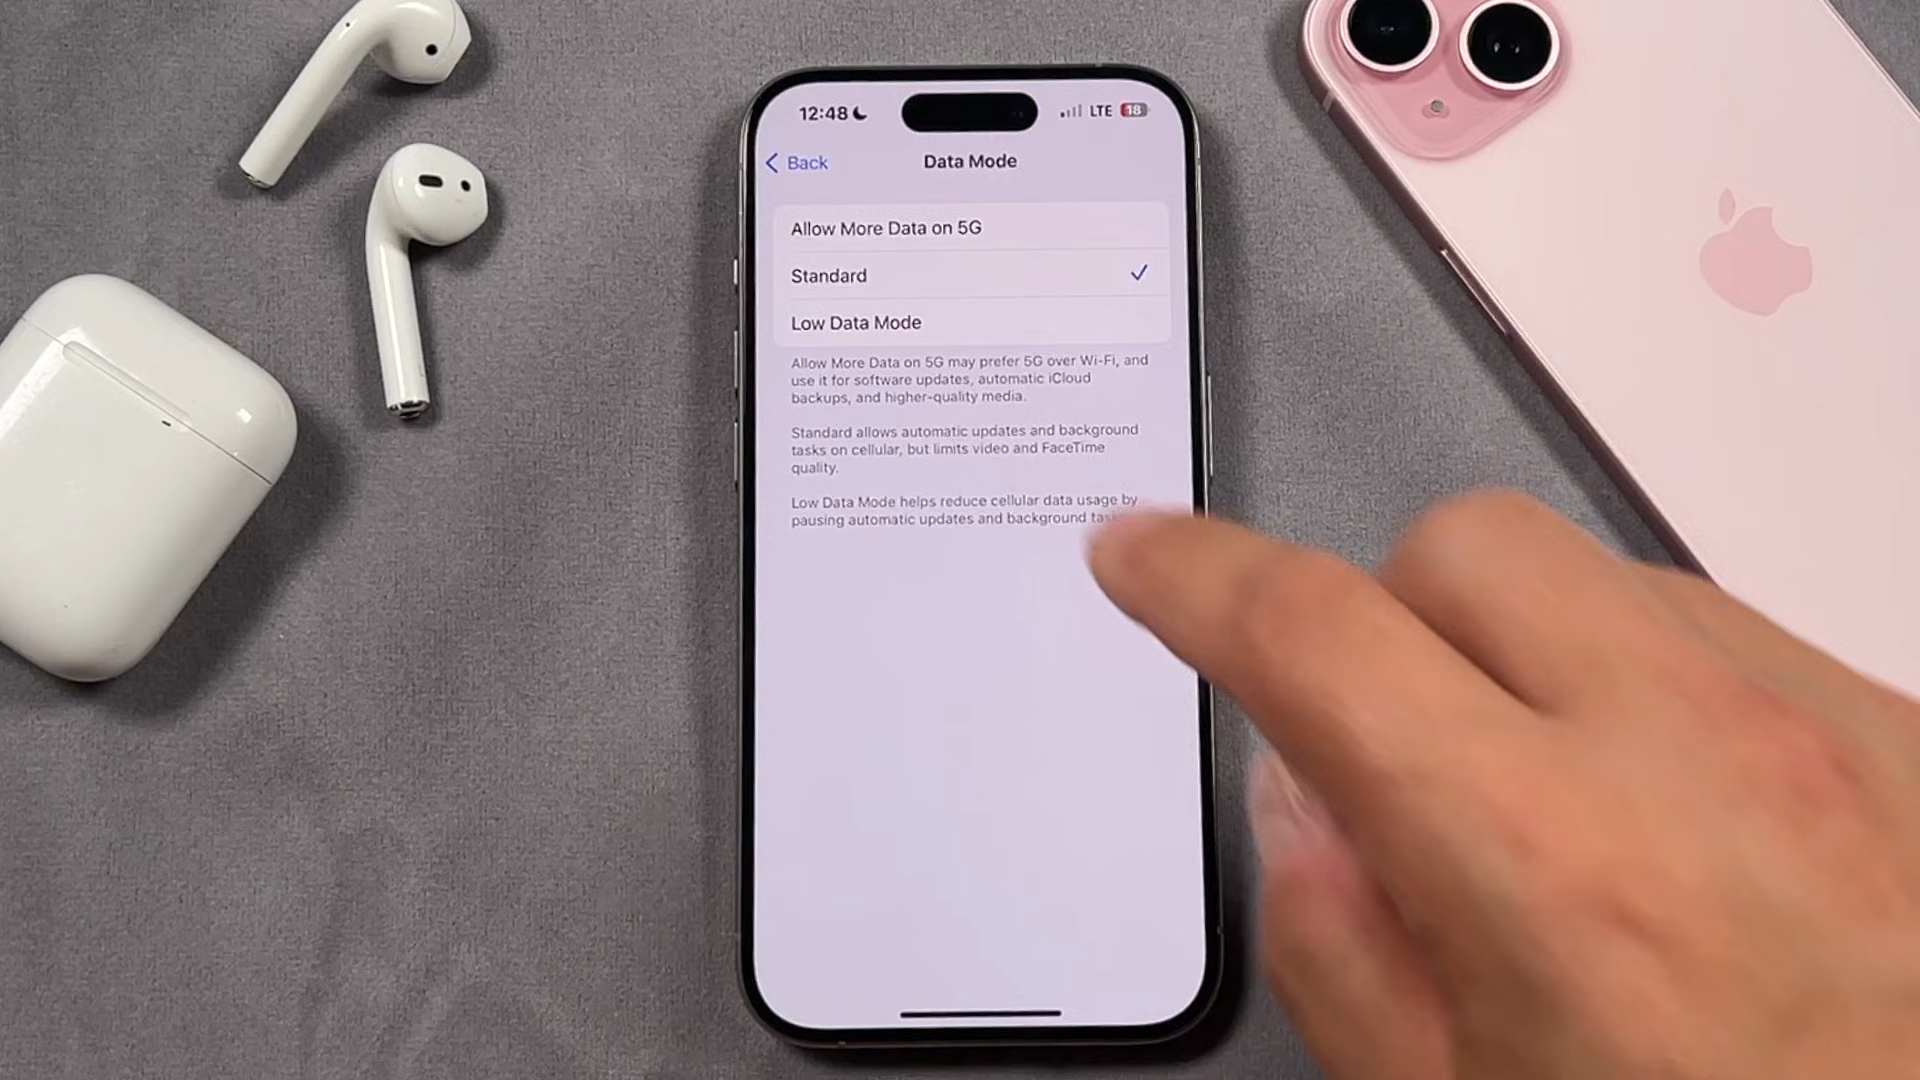 12:48
LTE 18
Back
Data Mode
Allow More Data on 5G
Standard
Low Data Mode
Allow More Data on 5G may prefer 5G over Wi-Fi, and
use it for software updates, automatic iCloud
backups, and higher-quality media.
Standard allows automatic updates and background
tasks on cellular, but limits video and FaceTime
quality.
Low Data Mode helps reduce cellular data usage by
pausing automatic updates and background